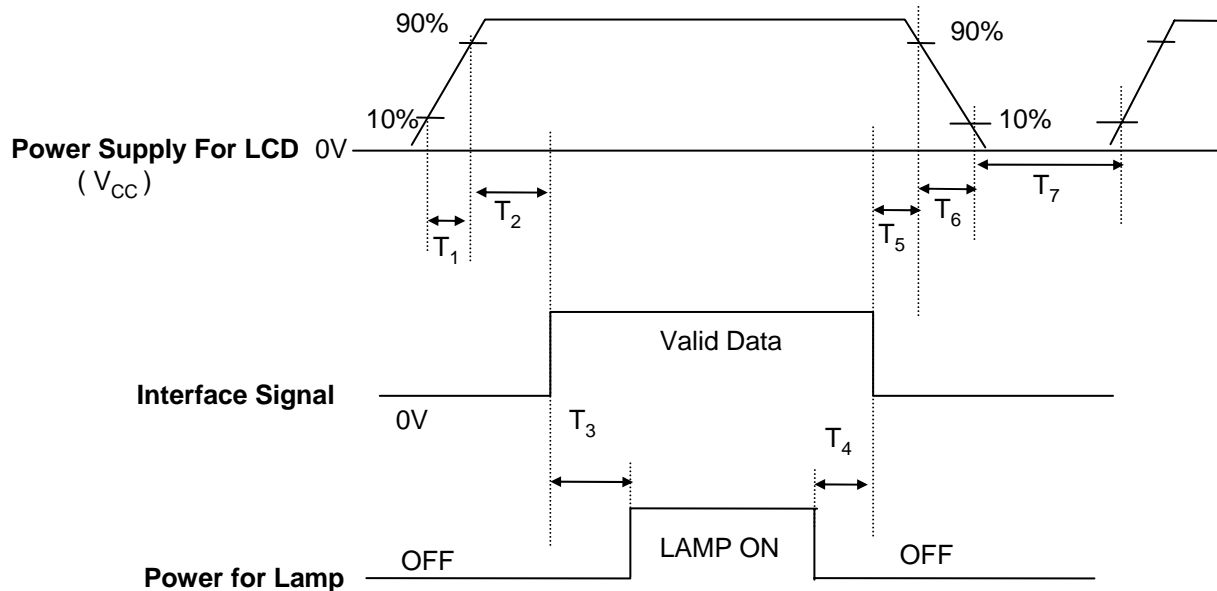 90%
90%
10%
10%
Power Supply For LCD 0V
( VCC )
T1
T2
T5
T6
T7
Valid Data
Interface Signal
0V
T3
T4
LAMP ON
OFF
OFF
Power for Lamp